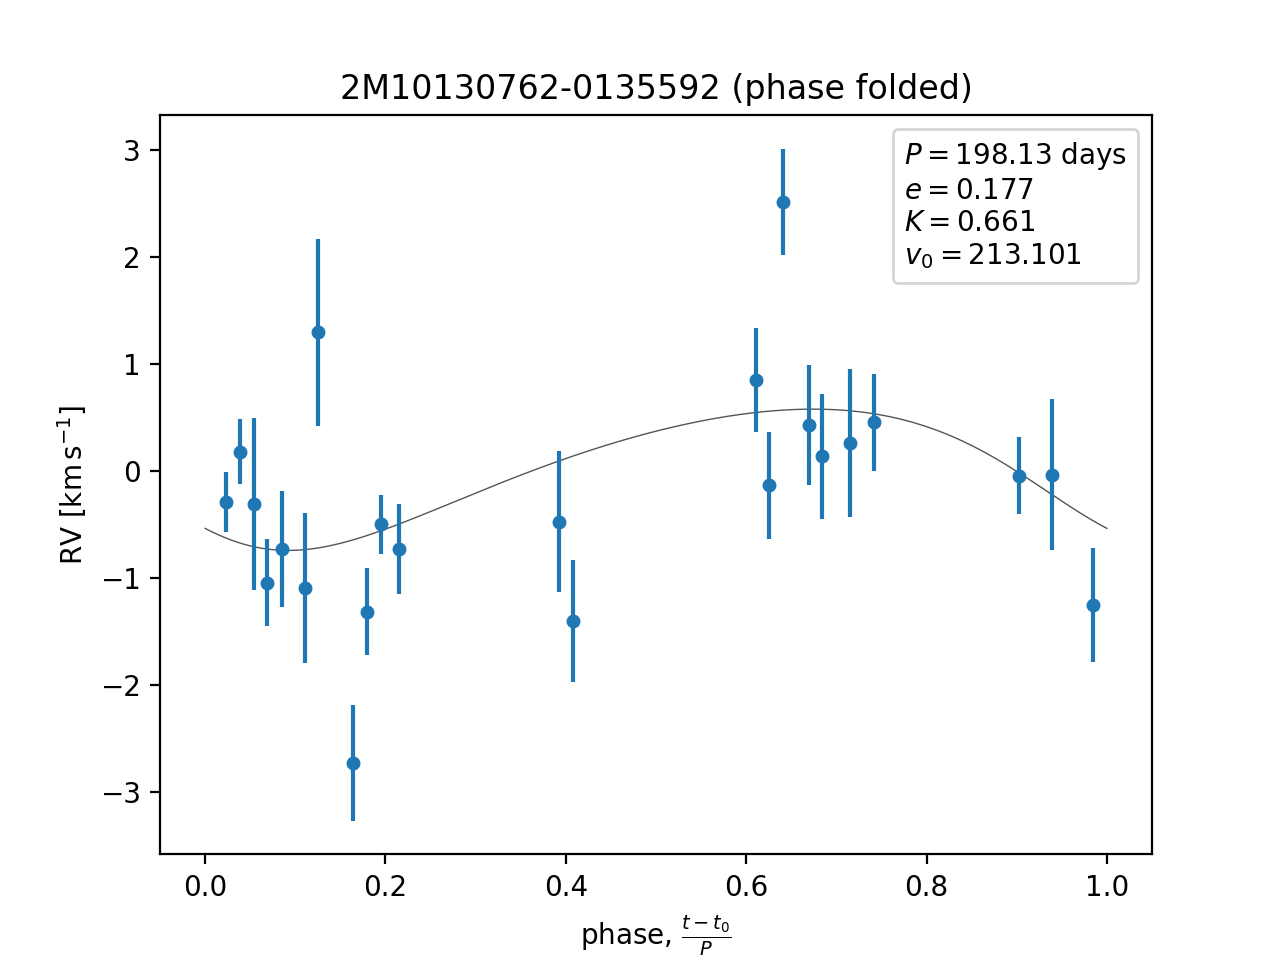 2M10130762-0135592 (phase folded)
P = 198.13 days
e = 0.177
K = 0.661
v₀ = 213.101
3
2
1
0
−1
−2
−3
RV [km s⁻¹]
0.0 0.2 0.4 0.6 0.8 1.0
phase, (t − t₀)/P